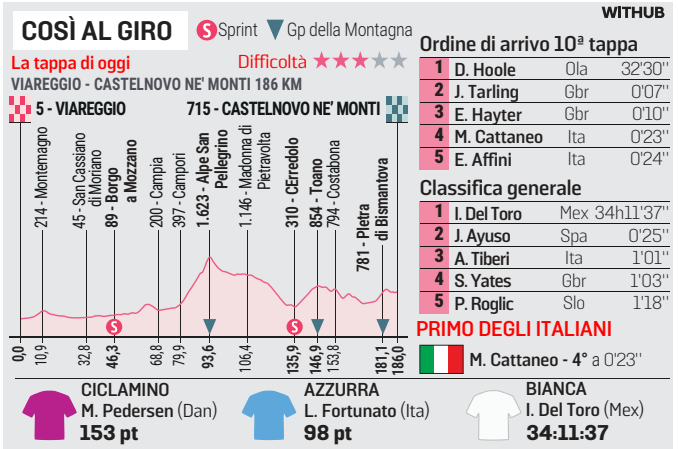 WITHUB
COSÌ AL GIRO
S Sprint
Gp della Montagna
La tappa di oggi
Difficoltà
VIAREGGIO - CASTELNOVO NE' MONTI 186 KM
5 - VIAREGGIO
715 - CASTELNOVO NE' MONTI
214 - Montemagno
45 - San Cassiano
di Moriano
89 - Borgo
a Mozzano
200 - Campia
397 - Campori
1.623 - Alpe San
Pellegrino
1.146 - Madonna di
Pietravolta
310 - CErredolo
854 - Toano
794 - Costabona
781 - Pietra
di Bismantova
S
S
0,0
10,9
32,8
46,3
68,8
79,9
93,6
106,4
135,9
146,9
153,8
181,1
186,0
Ordine di arrivo 10ª tappa
1 D. Hoole Ola 32'30''
2 J. Tarling Gbr 0'07''
3 E. Hayter Gbr 0'10''
4 M. Cattaneo Ita 0'23''
5 E. Affini Ita 0'24''
Classifica generale
1 I. Del Toro Mex 34h11'37''
2 J. Ayuso Spa 0'25''
3 A. Tiberi Ita 1'01''
4 S. Yates Gbr 1'03''
5 P. Roglic Slo 1'18''
PRIMO DEGLI ITALIANI
M. Cattaneo - 4° a 0'23''
CICLAMINO
M. Pedersen (Dan)
153 pt
AZZURRA
L. Fortunato (Ita)
98 pt
BIANCA
I. Del Toro (Mex)
34:11:37